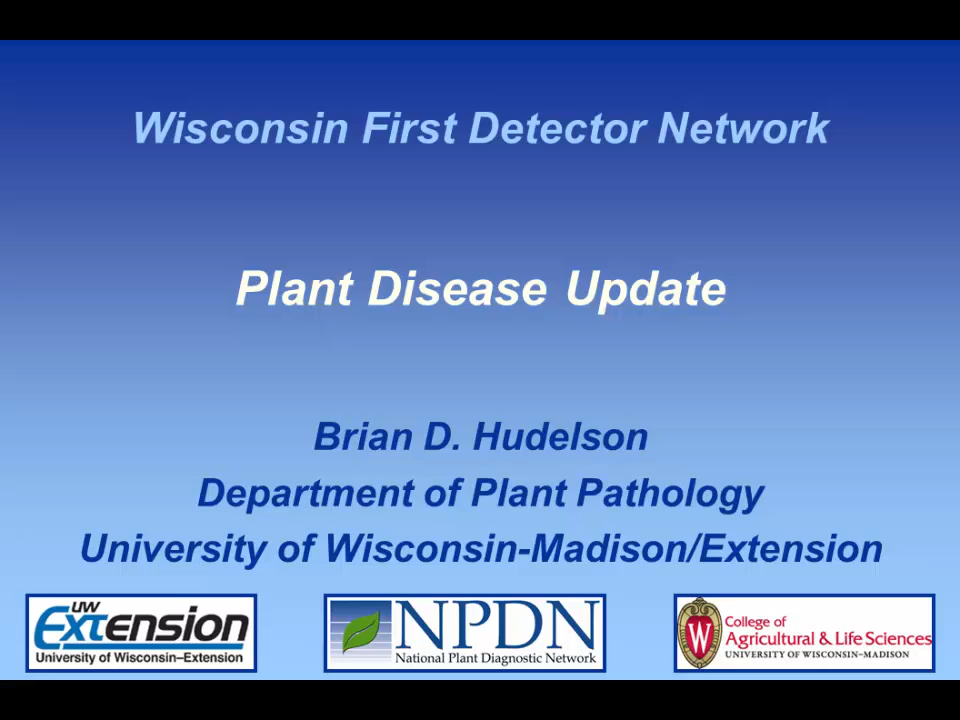 Wisconsin First Detector Network
Plant Disease Update
Brian D. Hudelson
Department of Plant Pathology
University of Wisconsin-Madison/Extension
UW
Extension
University of Wisconsin–Extension
NPDN
National Plant Diagnostic Network
W
College of
Agricultural & Life Sciences
UNIVERSITY OF WISCONSIN–MADISON